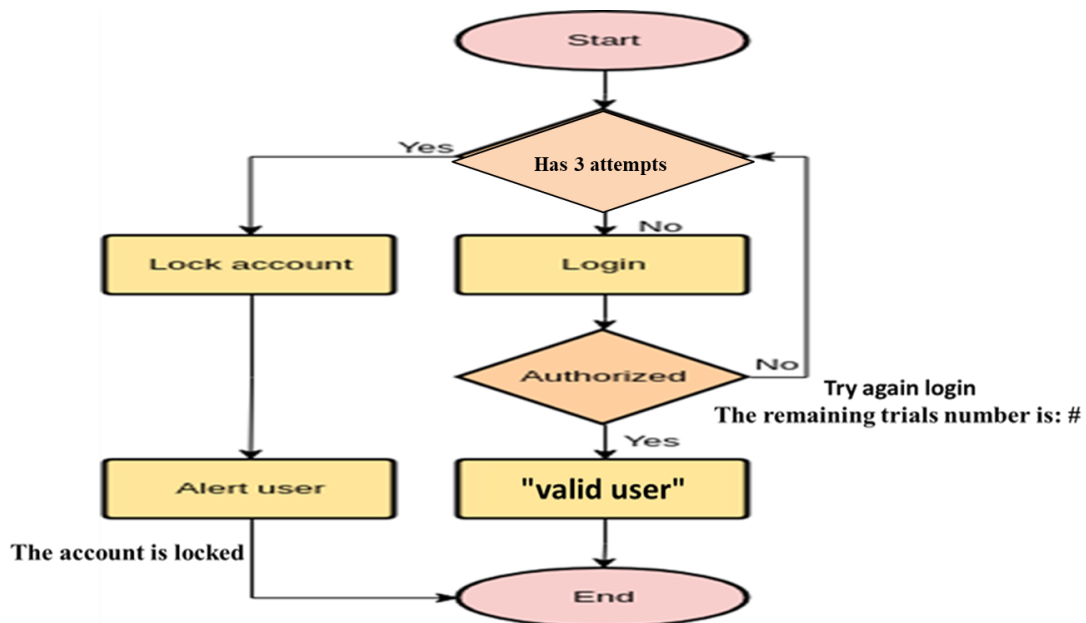 Start
Yes
Has 3 attempts
No
Lock account
Login
Authorized
No
Try again login
The remaining trials number is: #
Yes
Alert user
"valid user"
The account is locked
End